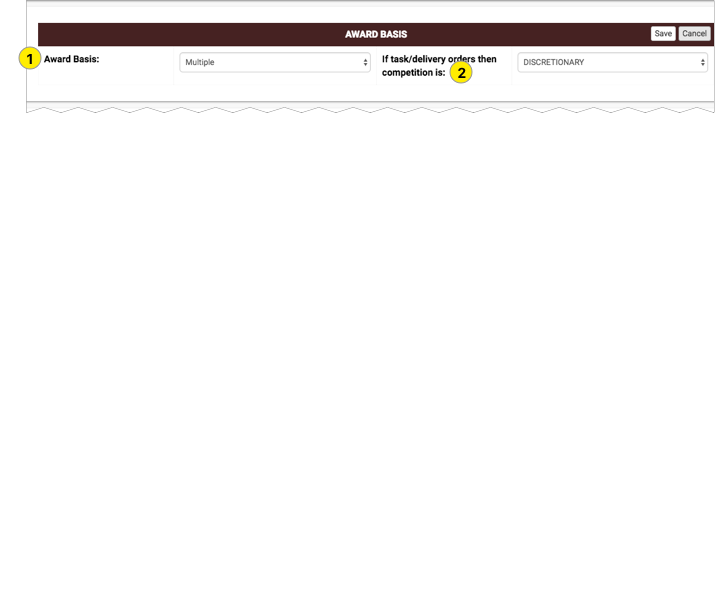 AWARD BASIS
Save Cancel
1 Award Basis:
Multiple
If task/delivery orders then
competition is: 2
DISCRETIONARY